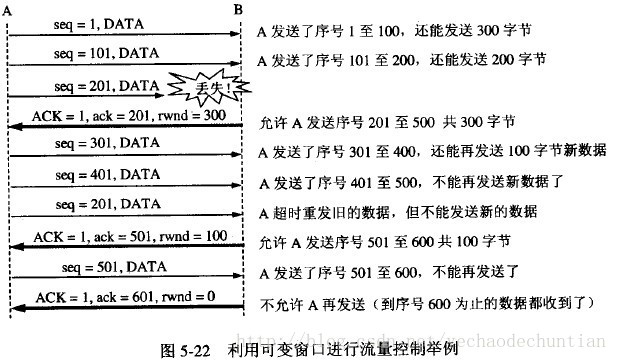 A B
seq = 1, DATA A 发送了序号 1 至 100，还能发送 300 字节
seq = 101, DATA A 发送了序号 101 至 200，还能发送 200 字节
seq = 201, DATA 丢失！
ACK = 1, ack = 201, rwnd = 300 允许 A 发送序号 201 至 500 共 300 字节
seq = 301, DATA A 发送了序号 301 至 400，还能再发送 100 字节新数据
seq = 401, DATA A 发送了序号 401 至 500，不能再发送新数据了
seq = 201, DATA A 超时重发旧的数据，但不能发送新的数据
ACK = 1, ack = 501, rwnd = 100 允许 A 发送序号 501 至 600 共 100 字节
seq = 501, DATA A 发送了序号 501 至 600，不能再发送了
ACK = 1, ack = 601, rwnd = 0 不允许 A 再发送（到序号 600 为止的数据都收到了）
图 5-22 利用可变窗口进行流量控制举例